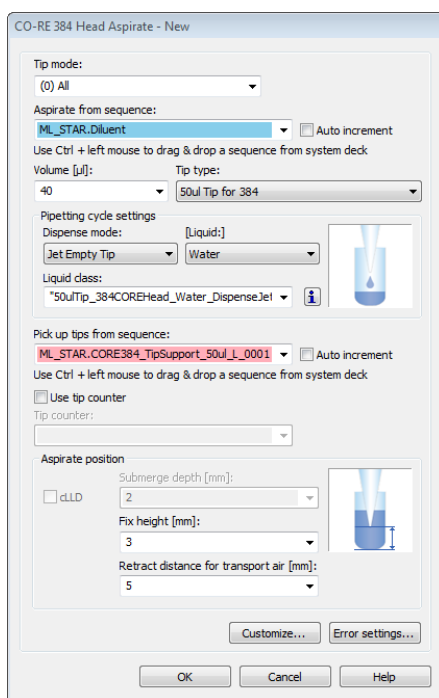 CO-RE 384 Head Aspirate - New
Tip mode:
(0) All
Aspirate from sequence:
ML_STAR.Diluent
Auto increment
Use Ctrl + left mouse to drag & drop a sequence from system deck
Volume [µl]:
Tip type:
40
50ul Tip for 384
Pipetting cycle settings
Dispense mode:
[Liquid:]
Jet Empty Tip
Water
Liquid class:
"50ulTip_384COREHead_Water_DispenseJet
i
Pick up tips from sequence:
ML_STAR.CORE384_TipSupport_50ul_L_0001
Auto increment
Use Ctrl + left mouse to drag & drop a sequence from system deck
Use tip counter
Tip counter:
Aspirate position
Submerge depth [mm]:
cLLD
2
Fix height [mm]:
3
Retract distance for transport air [mm]:
5
Customize...
Error settings...
OK
Cancel
Help